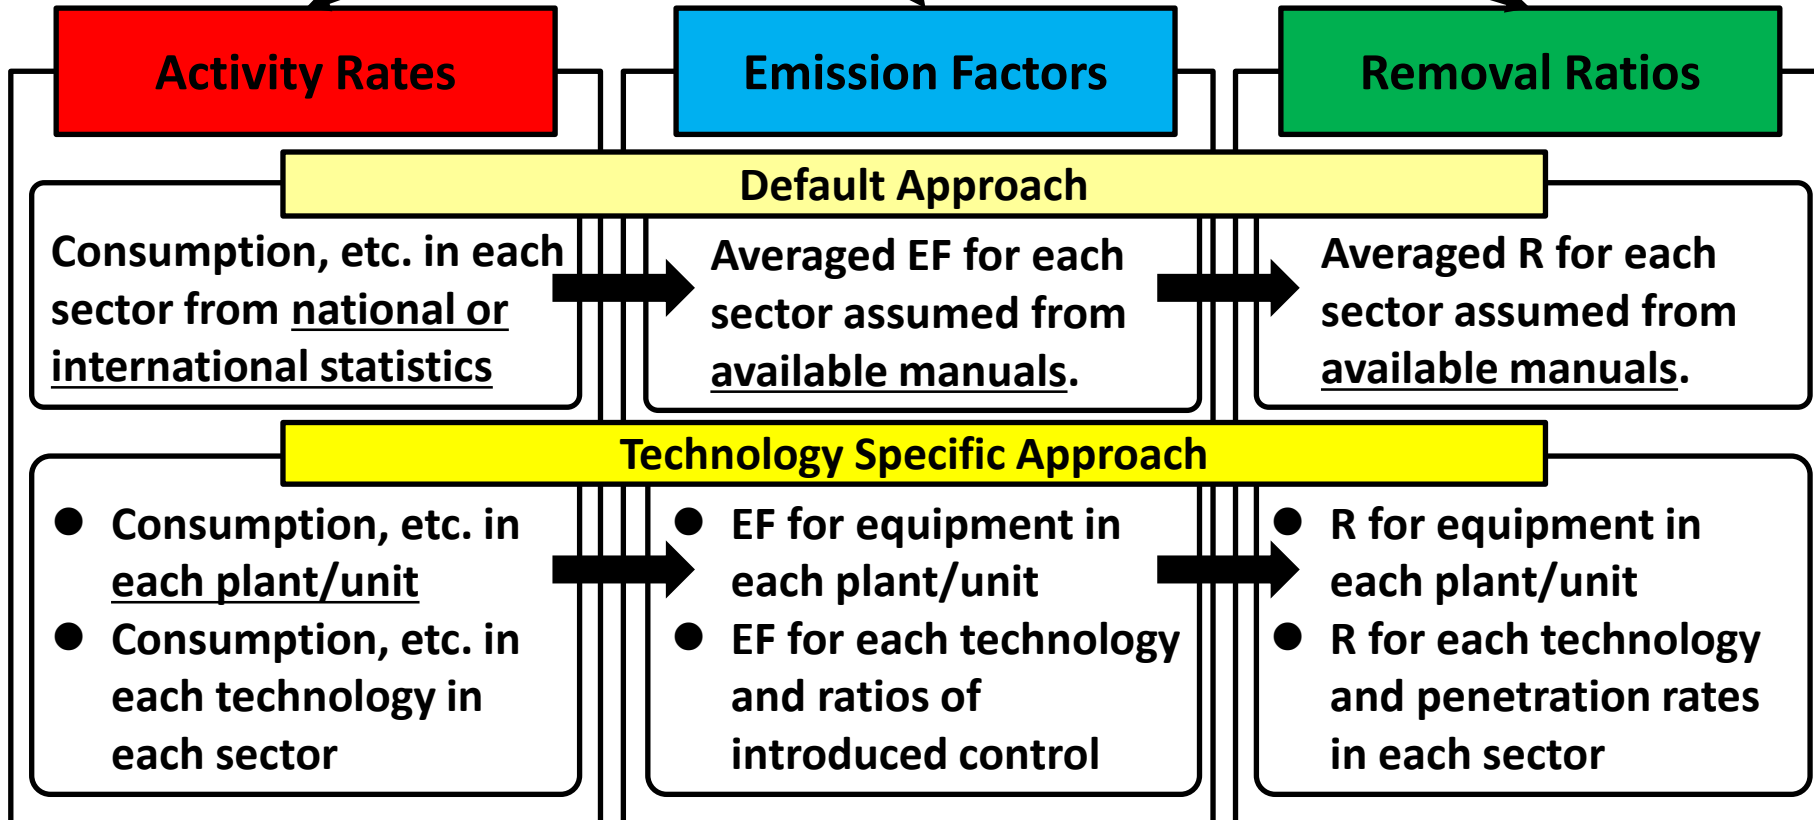 Activity Rates
Emission Factors
Removal Ratios
Default Approach
Consumption, etc. in each
sector from national or
international statistics
Averaged EF for each
sector assumed from
available manuals.
Averaged R for each
sector assumed from
available manuals.
Technology Specific Approach
● Consumption, etc. in
each plant/unit
● Consumption, etc. in
each technology in
each sector
● EF for equipment in
each plant/unit
● EF for each technology
and ratios of
introduced control
● R for equipment in
each plant/unit
● R for each technology
and penetration rates
in each sector